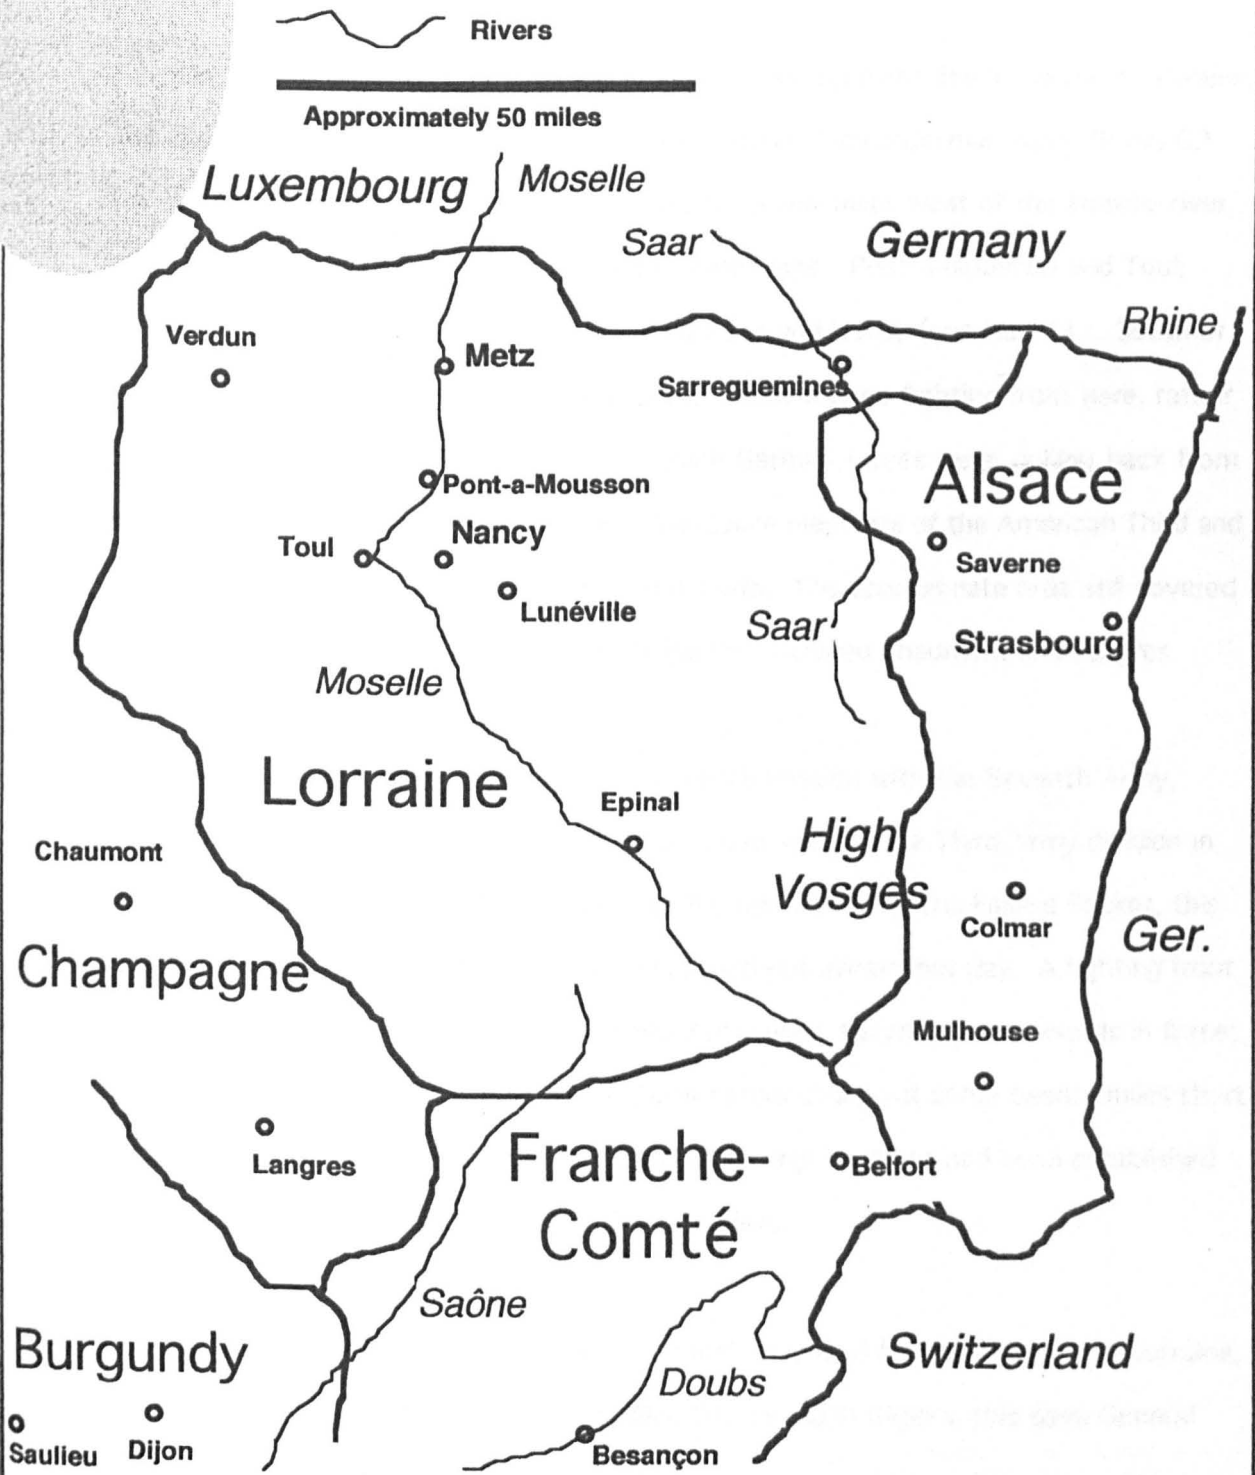 Rivers
Approximately 50 miles
Luxembourg
Moselle
Saar
Germany
Rhine
Verdun
Metz
Sarreguemines
Alsace
Pont-a-Mousson
Nancy
Toul
Saverne
Lunéville
Saar
Strasbourg
Moselle
Lorraine
Epinal
High
Vosges
Chaumont
Colmar
Ger.
Champagne
Mulhouse
Langres
Franche-
Comté
Belfort
Saône
Burgundy
Switzerland
Doubs
Saulieu
Dijon
Besançon